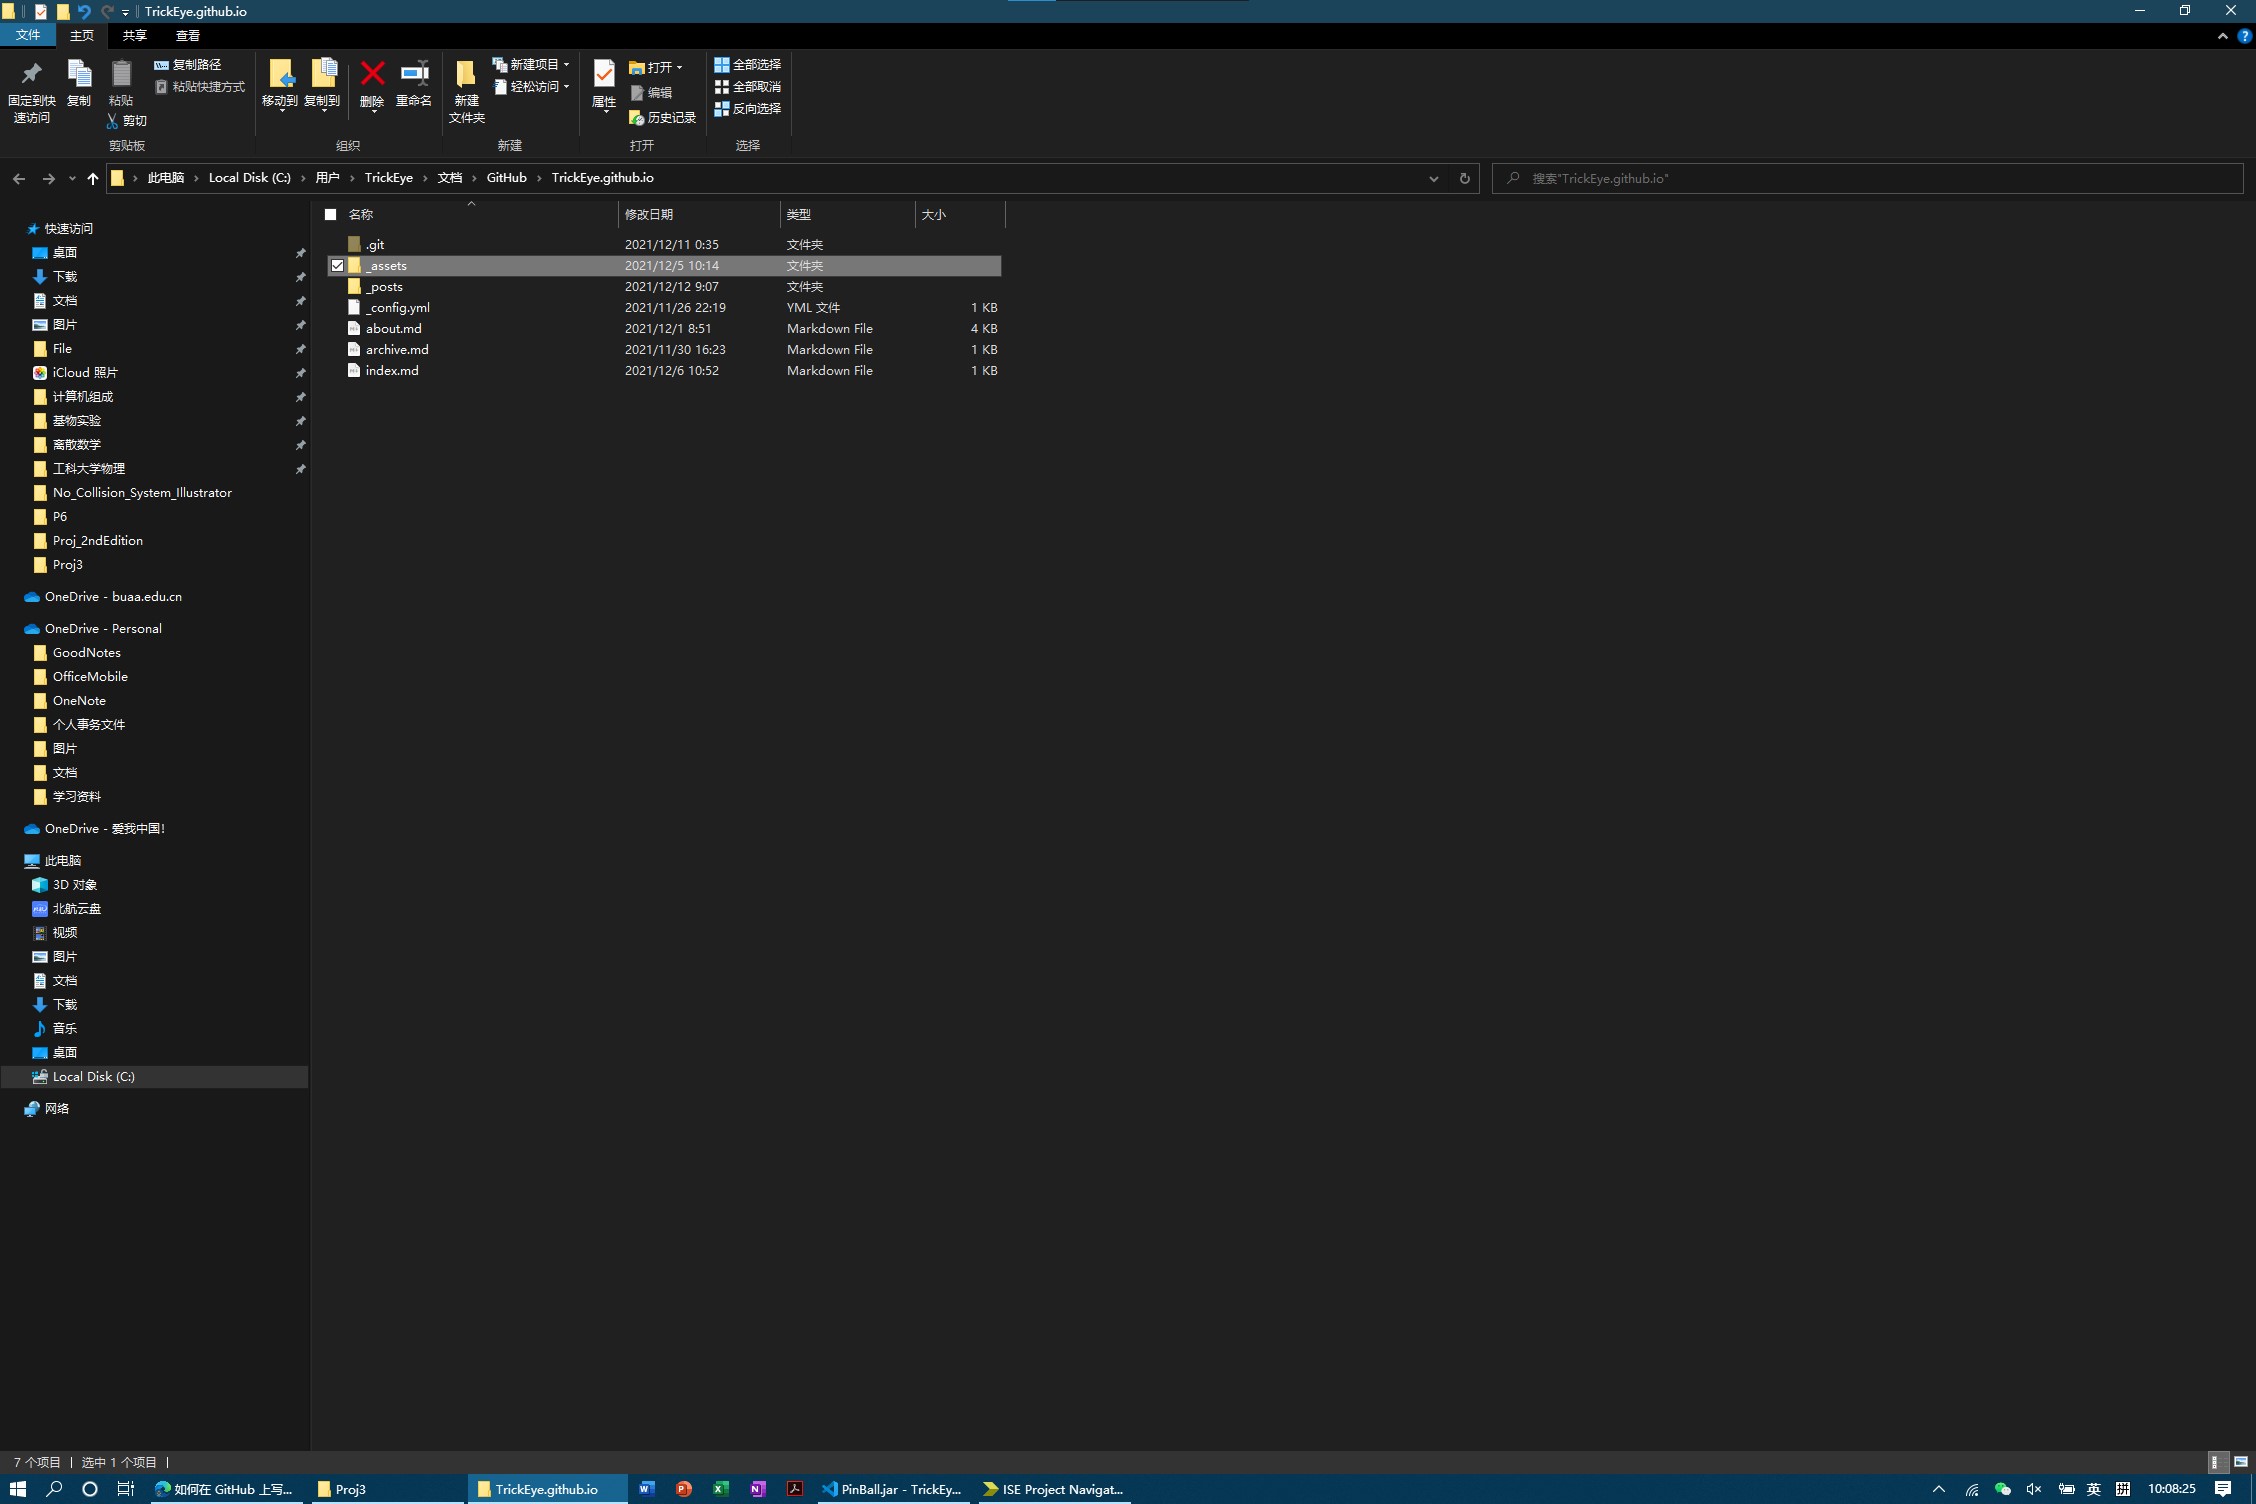 TrickEye.github.io
文件 主页 共享 查看
固定到快速访问 复制 粘贴 复制路径 粘贴快捷方式 剪切 移动到 复制到 删除 重命名 新建文件夹 新建项目 轻松访问 属性 打开 编辑 历史记录 全部选择 全部取消 反向选择
剪贴板 组织 新建 打开 选择
此电脑 › Local Disk (C:) › 用户 › TrickEye › 文档 › GitHub › TrickEye.github.io
搜索"TrickEye.github.io"
快速访问
桌面
下载
文档
图片
File
iCloud 照片
计算机组成
基物实验
离散数学
工科大学物理
No_Collision_System_Illustrator
P6
Proj_2ndEdition
Proj3
OneDrive - buaa.edu.cn
OneDrive - Personal
GoodNotes
OfficeMobile
OneNote
个人事务文件
图片
文档
学习资料
OneDrive - 爱我中国!
此电脑
3D 对象
北航云盘
视频
图片
文档
下载
音乐
桌面
Local Disk (C:)
网络
名称 修改日期 类型 大小
.git 2021/12/11 0:35 文件夹
_assets 2021/12/5 10:14 文件夹
_posts 2021/12/12 9:07 文件夹
_config.yml 2021/11/26 22:19 YML 文件 1 KB
about.md 2021/12/1 8:51 Markdown File 4 KB
archive.md 2021/11/30 16:23 Markdown File 1 KB
index.md 2021/12/6 10:52 Markdown File 1 KB
7 个项目 选中 1 个项目
如何在 GitHub 上写... Proj3 TrickEye.github.io PinBall.jar - TrickEy... ISE Project Navigat... 英 拼 10:08:25